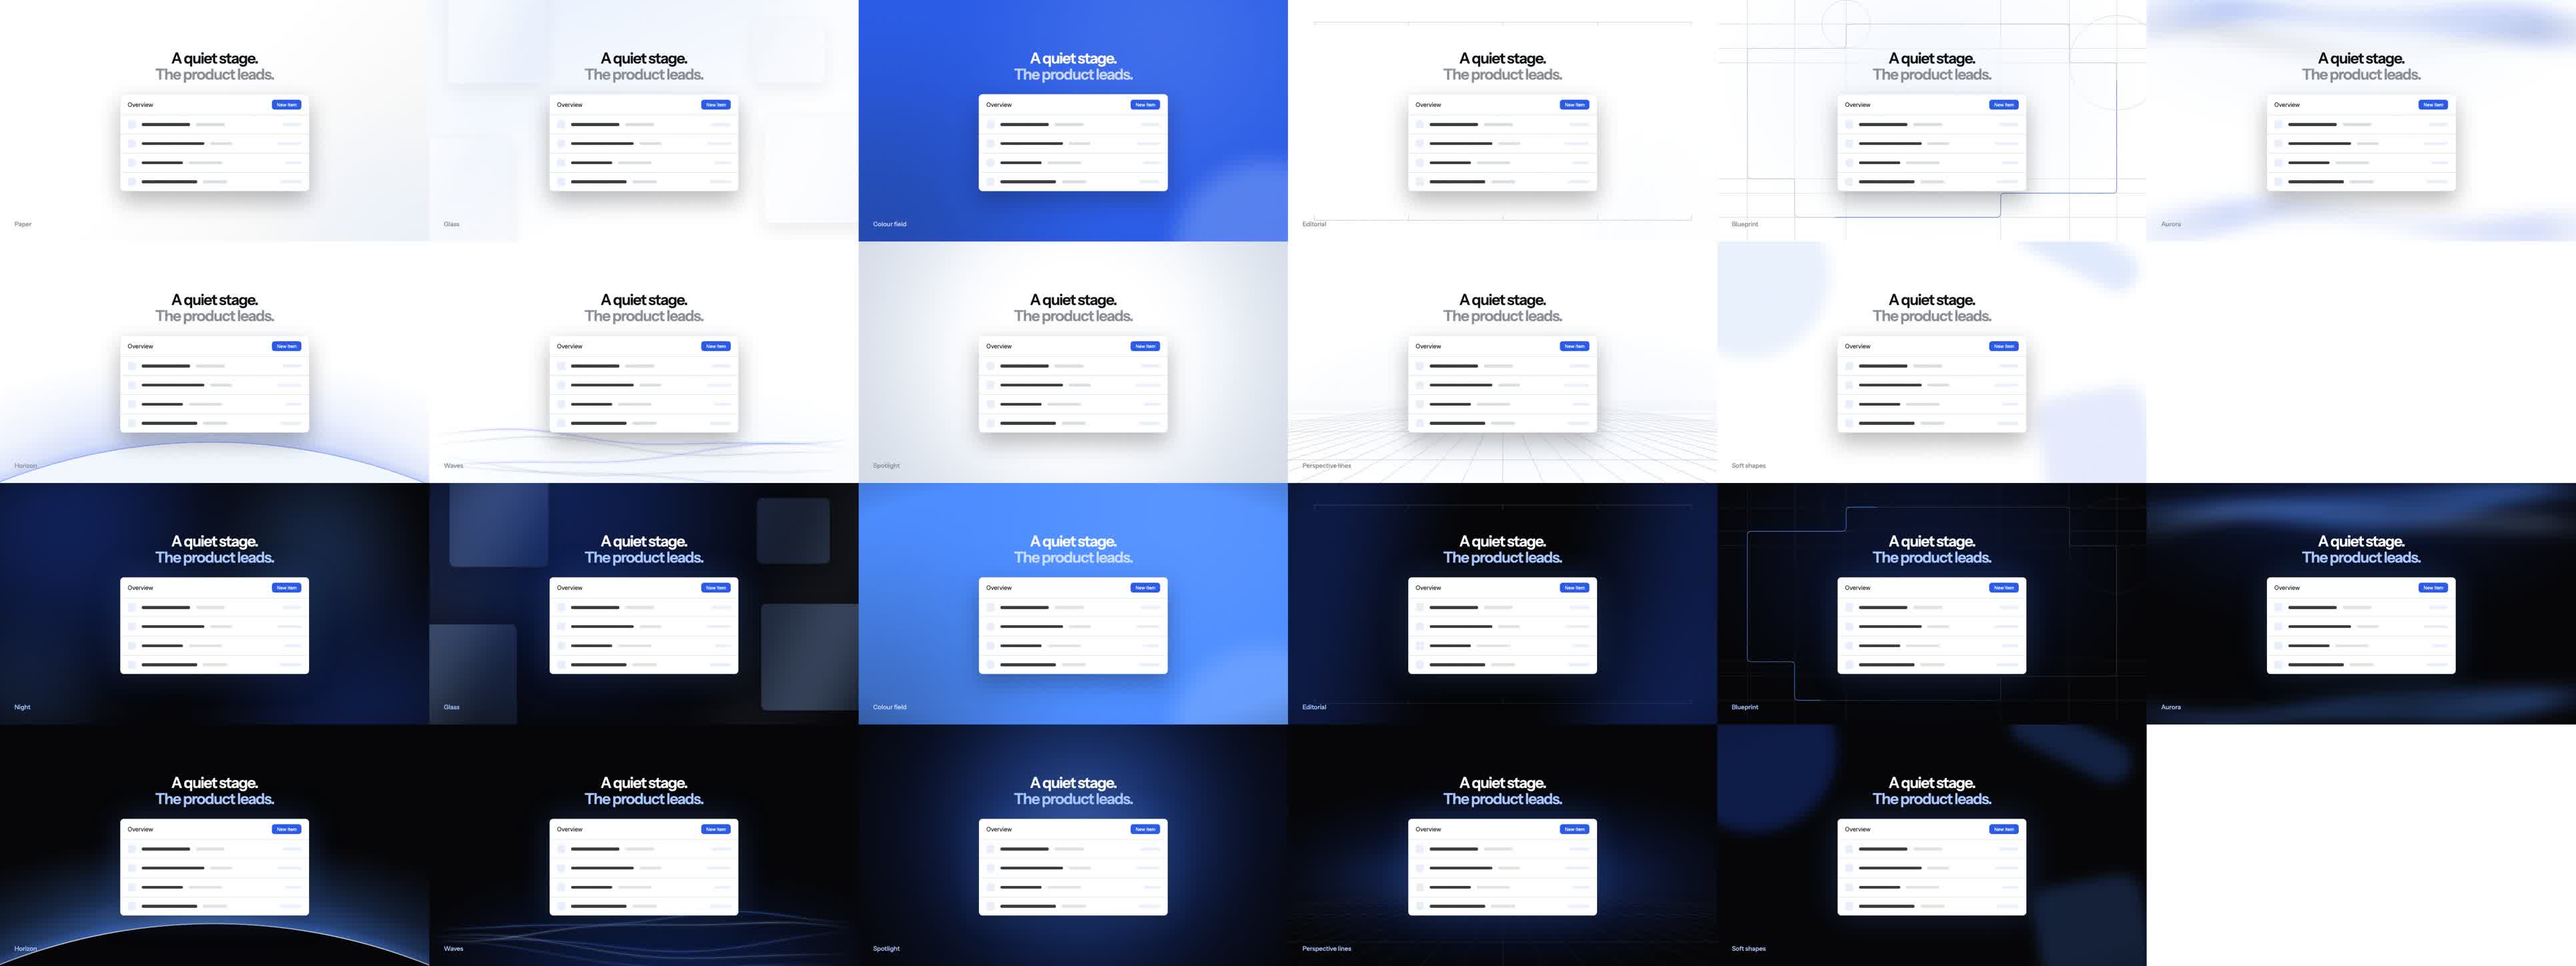 A quiet stage.
The product leads.
Overview
New item
Paper
A quiet stage.
The product leads.
Overview
New item
Glass
A quiet stage.
The product leads.
Overview
New item
Colour field
A quiet stage.
The product leads.
Overview
New item
Editorial
A quiet stage.
The product leads.
Overview
New item
Blueprint
A quiet stage.
The product leads.
Overview
New item
Aurora
A quiet stage.
The product leads.
Overview
New item
Horizon
A quiet stage.
The product leads.
Overview
New item
Waves
A quiet stage.
The product leads.
Overview
New item
Spotlight
A quiet stage.
The product leads.
Overview
New item
Perspective lines
A quiet stage.
The product leads.
Overview
New item
Soft shapes
A quiet stage.
The product leads.
Overview
New item
Night
A quiet stage.
The product leads.
Overview
New item
Glass
A quiet stage.
The product leads.
Overview
New item
Colour field
A quiet stage.
The product leads.
Overview
New item
Editorial
A quiet stage.
The product leads.
Overview
New item
Blueprint
A quiet stage.
The product leads.
Overview
New item
Aurora
A quiet stage.
The product leads.
Overview
New item
Horizon
A quiet stage.
The product leads.
Overview
New item
Waves
A quiet stage.
The product leads.
Overview
New item
Spotlight
A quiet stage.
The product leads.
Overview
New item
Perspective lines
A quiet stage.
The product leads.
Overview
New item
Soft shapes